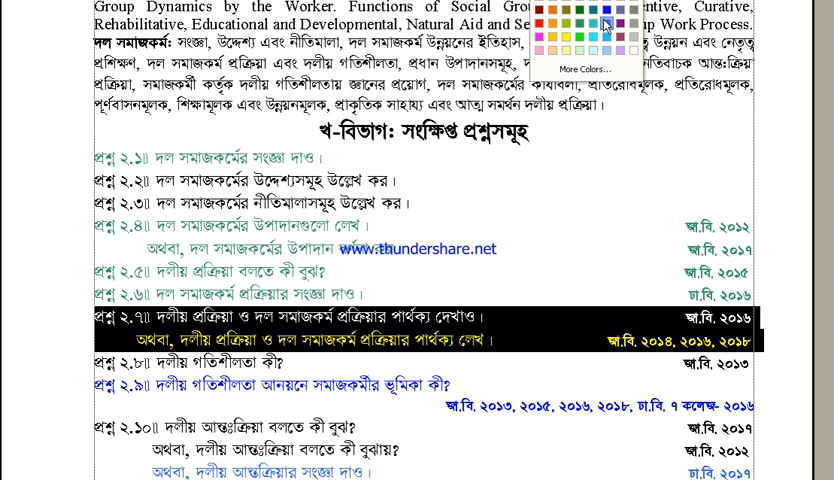 Group Dynamics by the Worker. Functions of Social Curative,
Rehabilitative, Educational and Developmental, Natural Aid and Work Process.
দল সমাজকর্ম: সংজ্ঞা, উদ্দেশ্য এবং নীতিমালা, দল সমাজকর্ম উন্নয়নের ইতিহাস, উন্নয়ন এবং নেতৃত্ব
প্রশিক্ষণ, দল সমাজকর্ম প্রক্রিয়া এবং দলীয় গতিশীলতা, প্রধান উপাদানসমূহ, আন্ত:ক্রিয়া
More Colors...
প্রক্রিয়া, সমাজকর্মী কর্তৃক দলীয় গতিশীলতায় জ্ঞানের প্রয়োগ, দল সমাজকর্মের কার্যাবলী, প্রতিরোধমূলক, প্রতিরোধমূলক,
পূর্ণবাসনমূলক, শিক্ষামূলক এবং উন্নয়নমূলক, প্রাকৃতিক সাহায্য এবং আত্ম সমর্থন দলীয় প্রক্রিয়া।
খ-বিভাগ: সংক্ষিপ্ত প্রশ্নসমূহ
প্রশ্ন ২.১॥ দল সমাজকর্মের সংজ্ঞা দাও।
প্রশ্ন ২.২॥ দল সমাজকর্মের উদ্দেশ্যসমূহ উল্লেখ কর।
প্রশ্ন ২.৩॥ দল সমাজকর্মের নীতিমালাসমূহ উল্লেখ কর।
প্রশ্ন ২.৪॥ দল সমাজকর্মের উপাদানগুলো লেখ। জা.বি. ২০১২
অথবা, দল সমাজকর্মের উপাদান জা.বি. ২০১৭
www.thundershare.net
প্রশ্ন ২.৫॥ দলীয় প্রক্রিয়া বলতে কী বুঝ? জা.বি. ২০১৫
প্রশ্ন ২.৬॥ দল সমাজকর্ম প্রক্রিয়ার সংজ্ঞা দাও। ঢা.বি. ২০১৬
প্রশ্ন ২.৭॥ দলীয় প্রক্রিয়া ও দল সমাজকর্ম প্রক্রিয়ার পার্থক্য দেখাও। জা.বি. ২০১৬
অথবা, দলীয় প্রক্রিয়া ও দল সমাজকর্ম প্রক্রিয়ার পার্থক্য লেখ। জা.বি. ২০১৪, ২০১৬, ২০১৮
প্রশ্ন ২.৮॥ দলীয় গতিশীলতা কী? জা.বি. ২০১৩
প্রশ্ন ২.৯॥ দলীয় গতিশীলতা আনয়নে সমাজকর্মীর ভূমিকা কী?
জা.বি. ২০১৩, ২০১৫, ২০১৬, ২০১৮, ঢা.বি. ৭ কলেজ- ২০১৬
প্রশ্ন ২.১০॥ দলীয় আন্তঃক্রিয়া বলতে কী বুঝ? জা.বি. ২০১৭
অথবা, দলীয় আন্তঃক্রিয়া বলতে কী বুঝায়? জা.বি. ২০১২
অথবা, দলীয় আন্তক্রিয়ার সংজ্ঞা দাও। ঢা.বি. ২০১৭